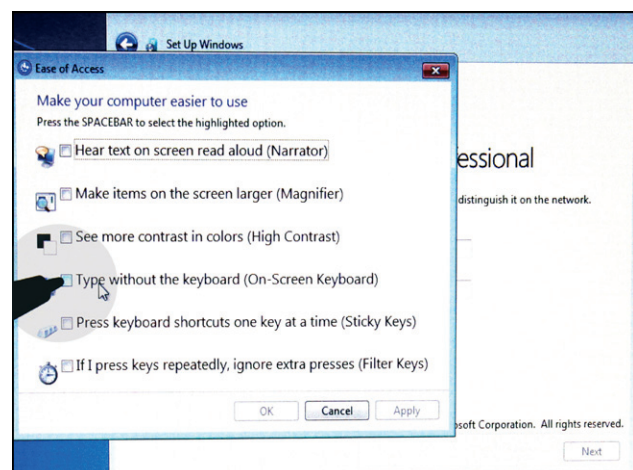 Set Up Windows
Ease of Access
Make your computer easier to use
Press the SPACEBAR to select the highlighted option.
Hear text on screen read aloud (Narrator)
essional
Make items on the screen larger (Magnifier)
distinguish it on the network.
See more contrast in colors (High Contrast)
Type without the keyboard (On-Screen Keyboard)
Press keyboard shortcuts one key at a time (Sticky Keys)
If I press keys repeatedly, ignore extra presses (Filter Keys)
OK Cancel Apply
osoft Corporation. All rights reserved.
Next